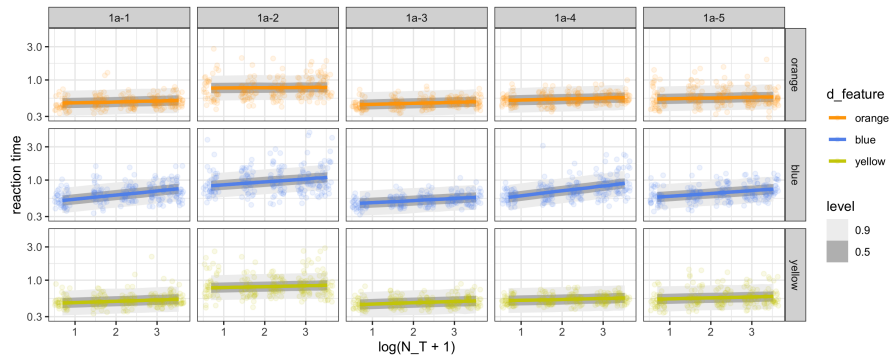 1a-1 1a-2 1a-3 1a-4 1a-5
3.0
1.0
0.3
orange
3.0
1.0
0.3
blue
3.0
1.0
0.3
yellow
reaction time
1 2 3 1 2 3 1 2 3 1 2 3 1 2 3
log(N_T + 1)
d_feature
orange
blue
yellow
level
0.9
0.5